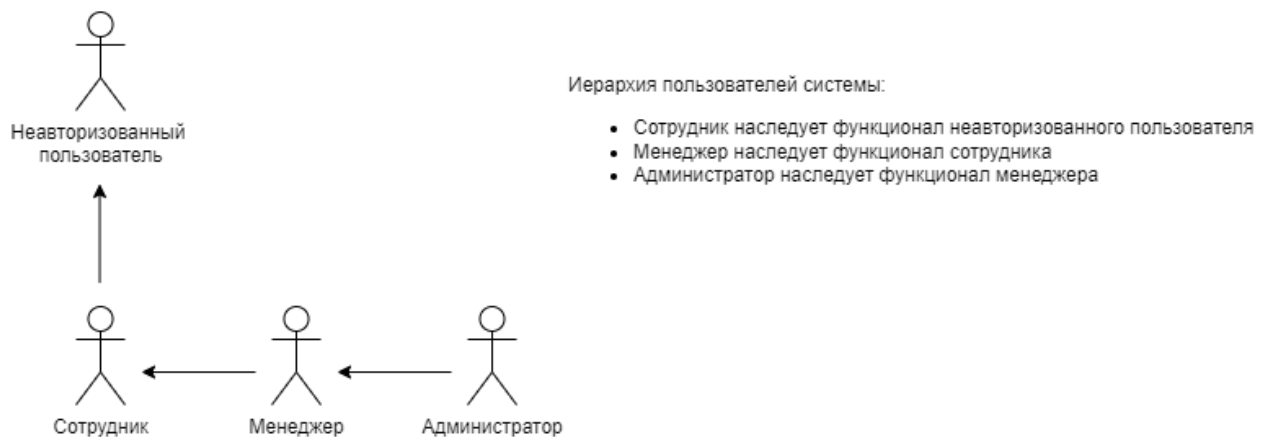 Неавторизованный
пользователь
Иерархия пользователей системы:
• Сотрудник наследует функционал неавторизованного пользователя
• Менеджер наследует функционал сотрудника
• Администратор наследует функционал менеджера
Сотрудник
Менеджер
Администратор